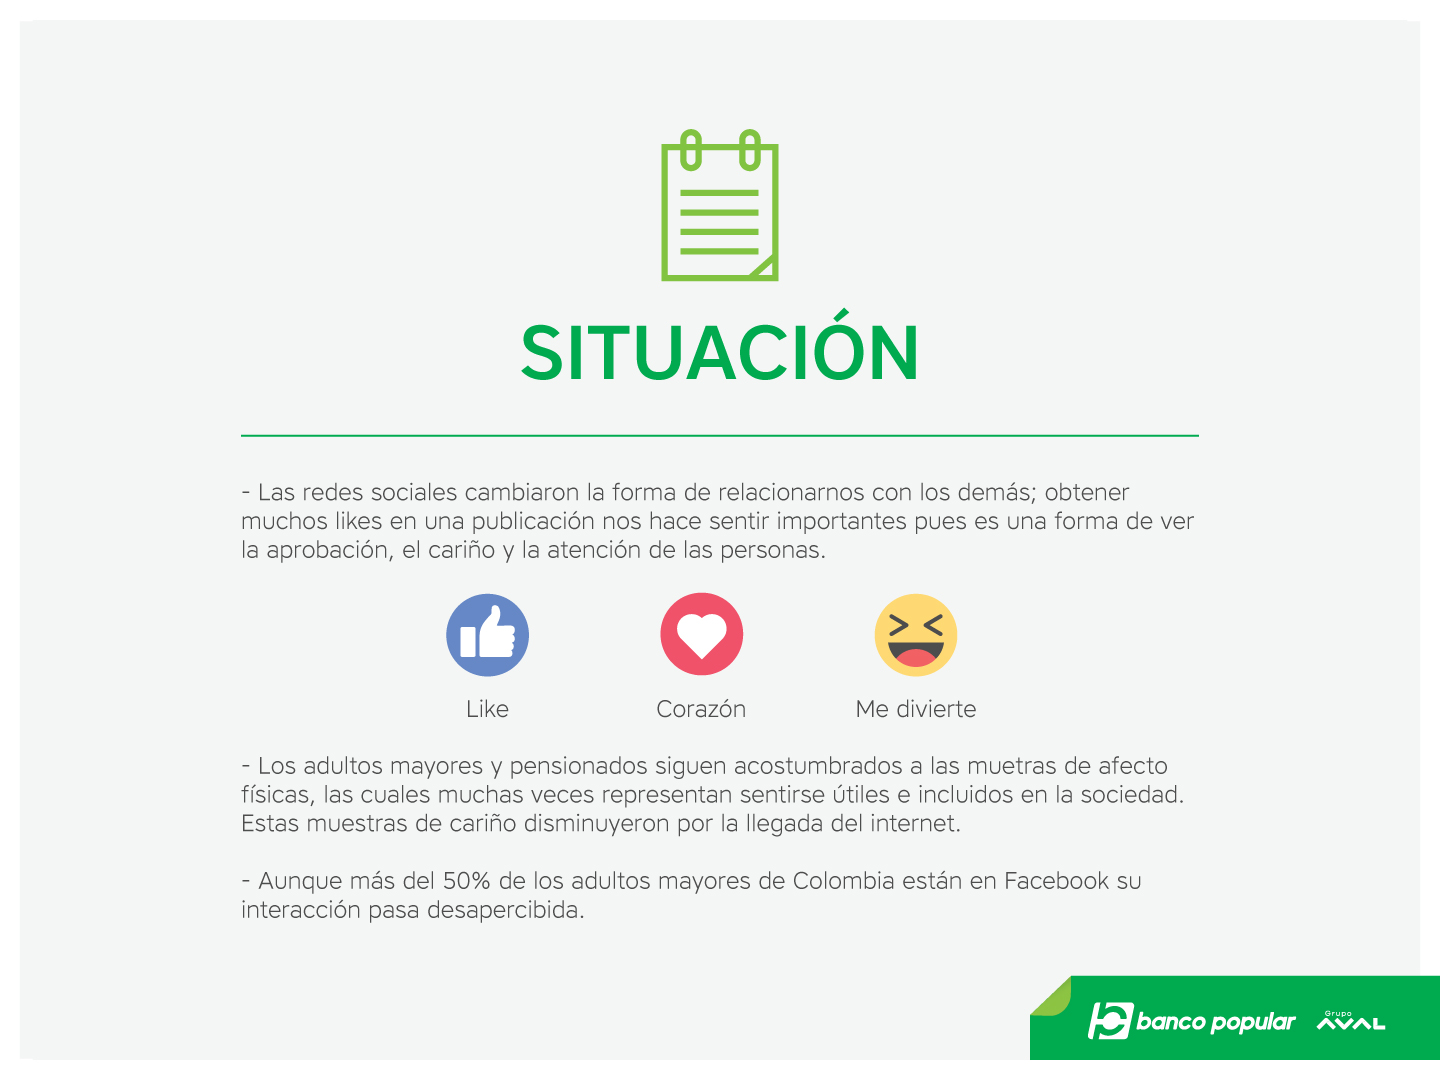 SITUACIÓN
- Las redes sociales cambiaron la forma de relacionarnos con los demás; obtener
muchos likes en una publicación nos hace sentir importantes pues es una forma de ver
la aprobación, el cariño y la atención de las personas.
Like
Corazón
Me divierte
- Los adultos mayores y pensionados siguen acostumbrados a las muetras de afecto
físicas, las cuales muchas veces representan sentirse útiles e incluidos en la sociedad.
Estas muestras de cariño disminuyeron por la llegada del internet.
- Aunque más del 50% de los adultos mayores de Colombia están en Facebook su
interacción pasa desapercibida.
banco popular
Grupo
AVAL